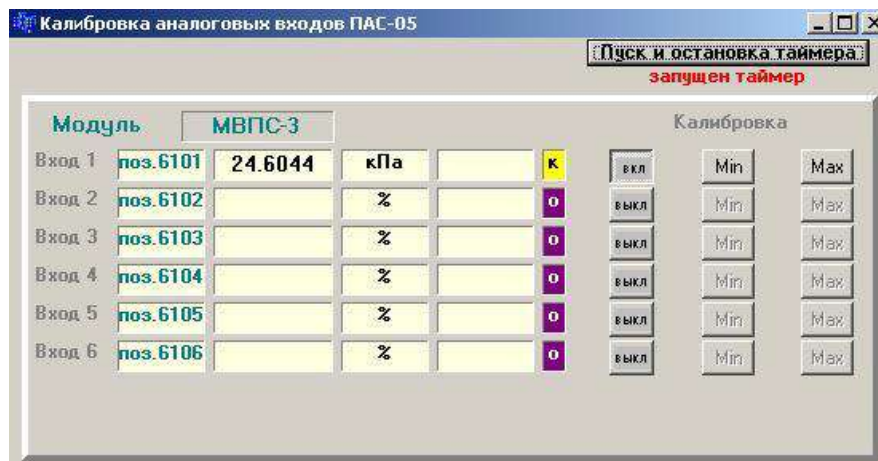 Калибровка аналоговых входов ПАС-05
Пуск и остановка таймера
запущен таймер
Модуль МВПС-3 Калибровка
Вход 1 поз.6101 24.6044 кПа к вкл Min Max
Вход 2 поз.6102 % о выкл Min Max
Вход 3 поз.6103 % о выкл Min Max
Вход 4 поз.6104 % о выкл Min Max
Вход 5 поз.6105 % о выкл Min Max
Вход 6 поз.6106 % о выкл Min Max